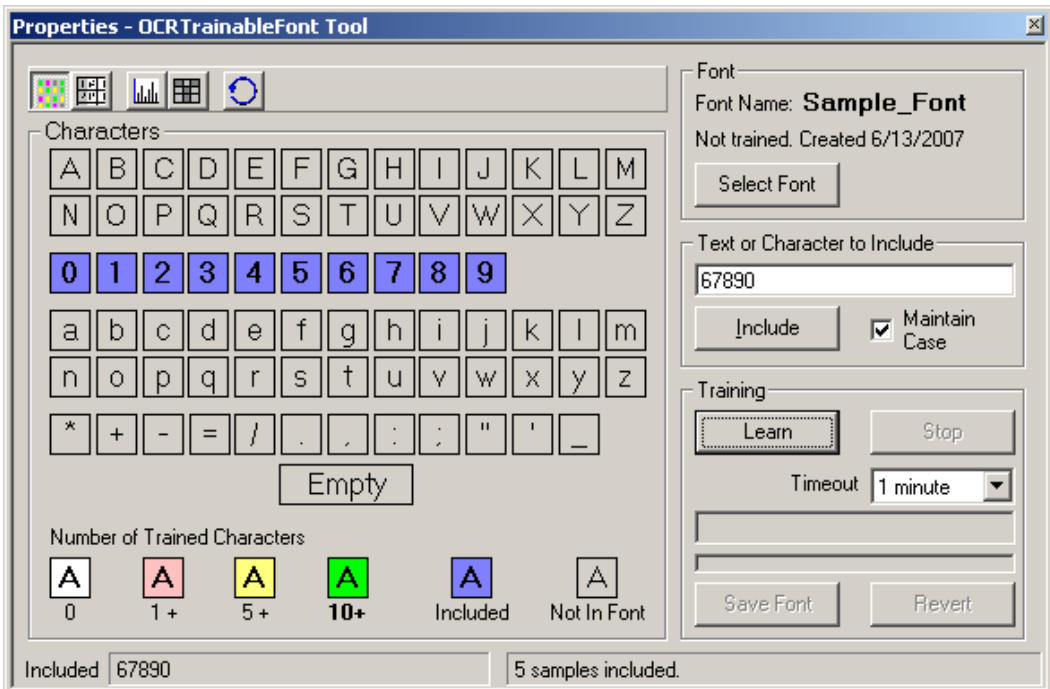 Properties - OCRTrainableFont Tool
Characters
A B C D E F G H I J K L M
N O P Q R S T U V W X Y Z
0 1 2 3 4 5 6 7 8 9
a b c d e f g h i j k l m
n o p q r s t u v w x y z
* + - = / . , : ; " ' _
Empty
Number of Trained Characters
A A A A A A
0 1 + 5 + 10+ Included Not In Font
Font
Font Name: Sample_Font
Not trained. Created 6/13/2007
Select Font
Text or Character to Include
67890
Include Maintain
Case
Training
Learn Stop
Timeout 1 minute
Save Font Revert
Included 67890 5 samples included.